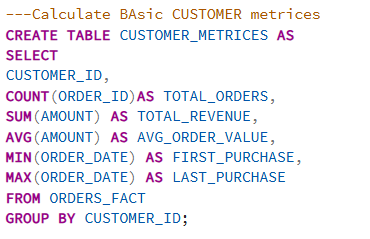 ---Calculate BAsic CUSTOMER metrices
CREATE TABLE CUSTOMER_METRICES AS
SELECT
CUSTOMER_ID,
COUNT(ORDER_ID)AS TOTAL_ORDERS,
SUM(AMOUNT) AS TOTAL_REVENUE,
AVG(AMOUNT) AS AVG_ORDER_VALUE,
MIN(ORDER_DATE) AS FIRST_PURCHASE,
MAX(ORDER_DATE) AS LAST_PURCHASE
FROM ORDERS_FACT
GROUP BY CUSTOMER_ID;